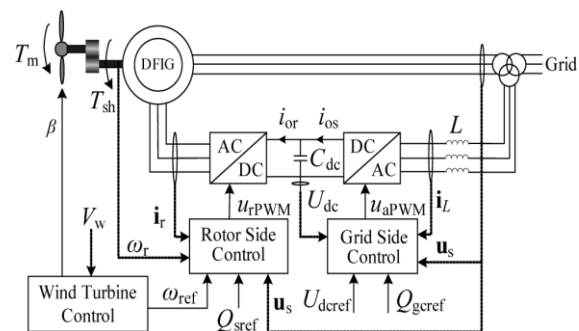 T_m
DFIG
Grid
T_sh
β
i_or
i_os
L
AC
DC
C_dc
DC
AC
U_dc
i_r
u_rPWM
u_aPWM
i_L
V_w
ω_r
Rotor Side
Control
Grid Side
Control
u_s
Wind Turbine
Control
ω_ref
Q_sref
u_s
U_dcref
Q_gcref